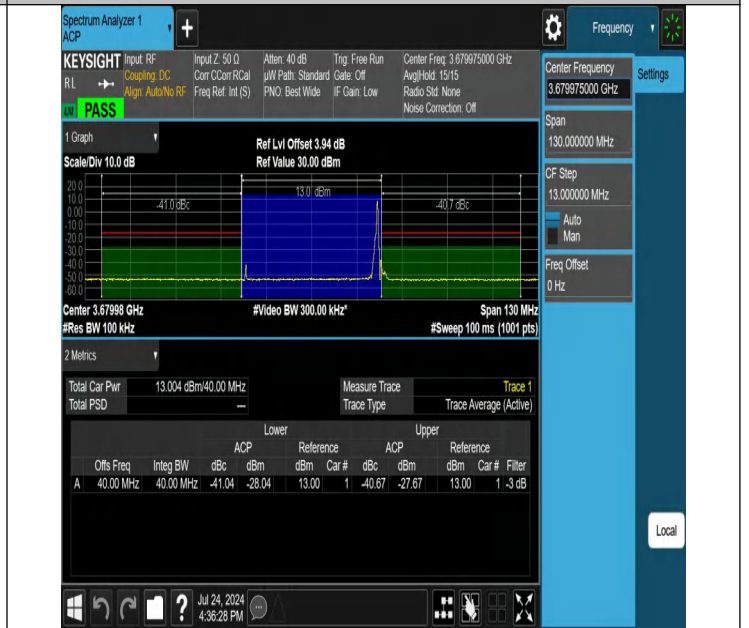 Spectrum Analyzer 1
ACP
+
Frequency
KEYSIGHT Input: RF Input Z: 50 Ω Atten: 40 dB Trig: Free Run Center Freq: 3.679975000 GHz
RL Coupling: DC Corr CCorr RCal µW Path: Standard Gate: Off Avg|Hold: 15/15
Align: Auto/No RF Freq Ref: Int (S) PNO: Best Wide IF Gain: Low Radio Std: None
PASS Noise Correction: Off
Center Frequency
3.679975000 GHz
Settings
Span
130.000000 MHz
CF Step
13.000000 MHz
Auto
Man
Freq Offset
0 Hz
1 Graph
Ref Lvl Offset 3.94 dB
Scale/Div 10.0 dB Ref Value 30.00 dBm
20.0
10.0
0.00
-10.0
-20.0
-30.0
-40.0
-50.0
-60.0
-41.0 dBc 13.0 dBm -40.7 dBc
Center 3.67998 GHz #Video BW 300.00 kHz* Span 130 MHz
#Res BW 100 kHz #Sweep 100 ms (1001 pts)
2 Metrics
Total Car Pwr 13.004 dBm/40.00 MHz Measure Trace Trace 1
Total PSD --- Trace Type Trace Average (Active)
Lower Upper
ACP Reference ACP Reference
Offs Freq Integ BW dBc dBm dBm Car # dBc dBm dBm Car # Filter
A 40.00 MHz 40.00 MHz -41.04 -28.04 13.00 1 -40.67 -27.67 13.00 1 -3 dB
Local
? Jul 24, 2024
4:36:28 PM